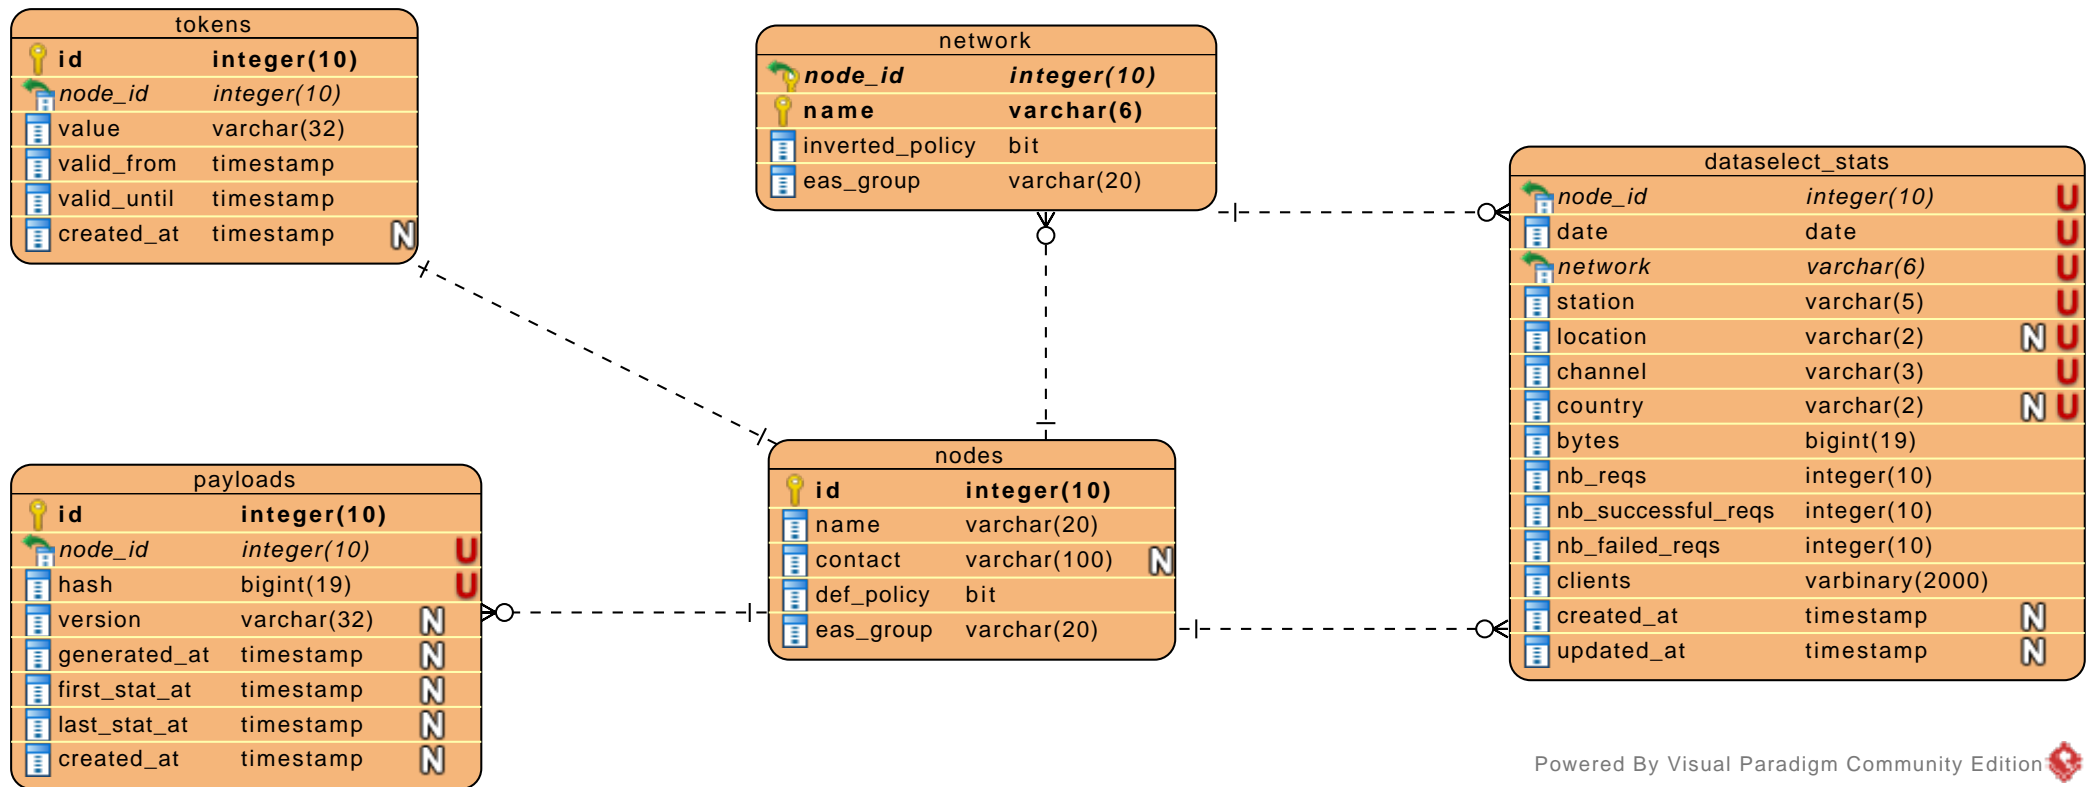 tokens
id integer(10)
node_id integer(10)
value varchar(32)
valid_from timestamp
valid_until timestamp
created_at timestamp N
network
node_id integer(10)
name varchar(6)
inverted_policy bit
eas_group varchar(20)
dataselect_stats
node_id integer(10) U
date date U
network varchar(6) U
station varchar(5) U
location varchar(2) N U
channel varchar(3) U
country varchar(2) N U
bytes bigint(19)
nb_reqs integer(10)
nb_successful_reqs integer(10)
nb_failed_reqs integer(10)
clients varbinary(2000)
created_at timestamp N
updated_at timestamp N
payloads
id integer(10)
node_id integer(10) U
hash bigint(19) U
version varchar(32) N
generated_at timestamp N
first_stat_at timestamp N
last_stat_at timestamp N
created_at timestamp N
nodes
id integer(10)
name varchar(20)
contact varchar(100) N
def_policy bit
eas_group varchar(20)
Powered By Visual Paradigm Community Edition